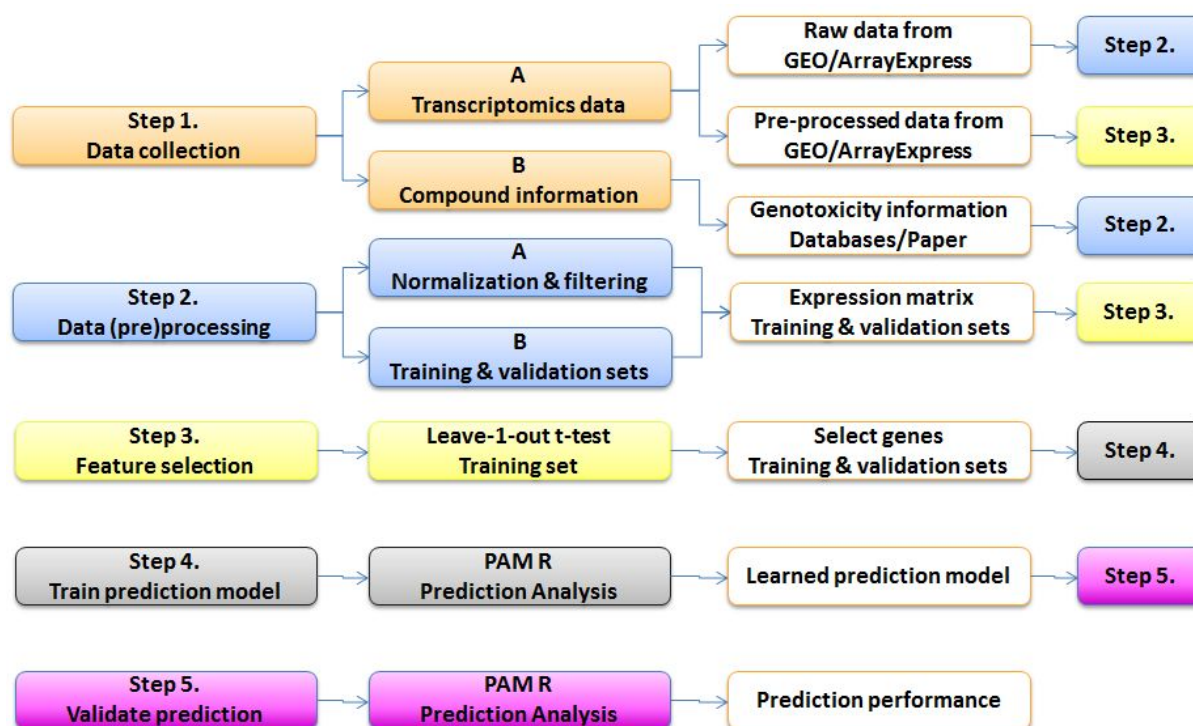 Step 1.
Data collection
A
Transcriptomics data
Raw data from
GEO/ArrayExpress
Step 2.
Pre-processed data from
GEO/ArrayExpress
Step 3.
B
Compound information
Genotoxicity information
Databases/Paper
Step 2.
Step 2.
Data (pre)processing
A
Normalization & filtering
B
Training & validation sets
Expression matrix
Training & validation sets
Step 3.
Step 3.
Feature selection
Leave-1-out t-test
Training set
Select genes
Training & validation sets
Step 4.
Step 4.
Train prediction model
PAM R
Prediction Analysis
Learned prediction model
Step 5.
Step 5.
Validate prediction
PAM R
Prediction Analysis
Prediction performance